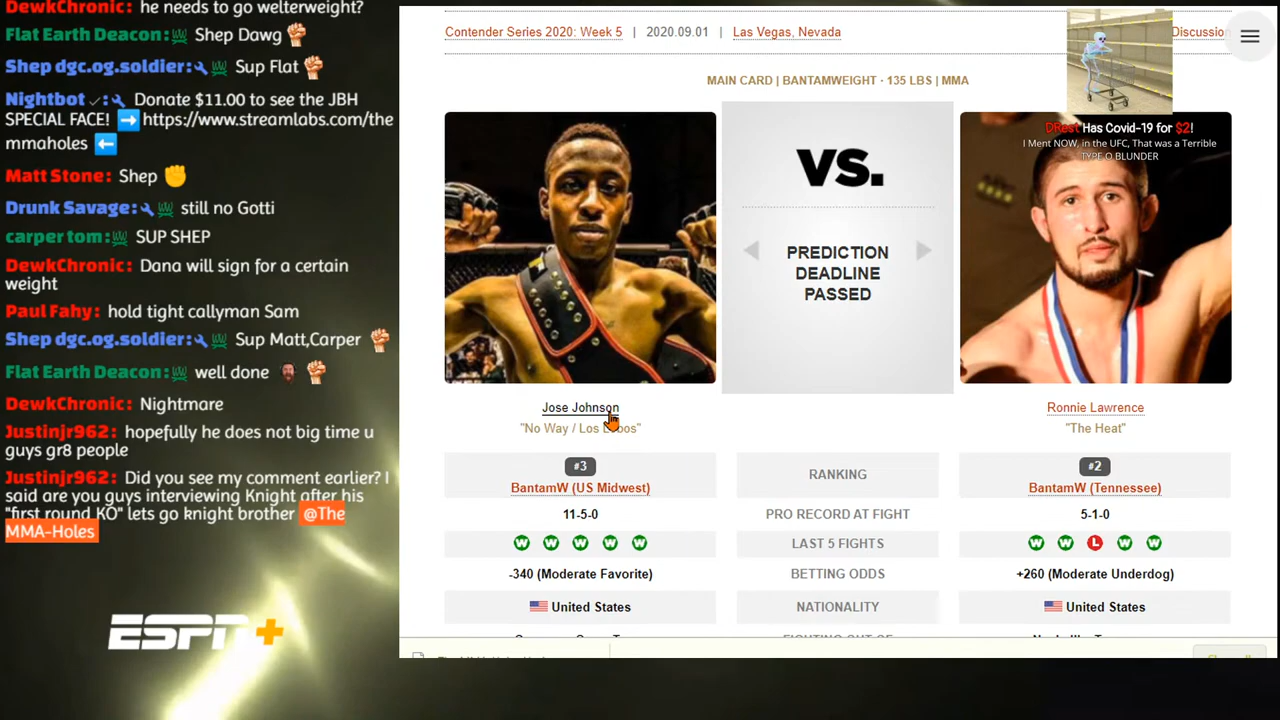 DewkChronic: he needs to go welterweight?
Flat Earth Deacon: Shep Dawg
Shep dgc.og.soldier: Sup Flat
Nightbot: Donate $11.00 to see the JBH
SPECIAL FACE! https://www.streamlabs.com/the
mmaholes
Matt Stone: Shep
Drunk Savage: still no Gotti
carper tom: SUP SHEP
DewkChronic: Dana will sign for a certain
weight
Paul Fahy: hold tight callyman Sam
Shep dgc.og.soldier: Sup Matt,Carper
Flat Earth Deacon: well done
DewkChronic: Nightmare
Justinjr962: hopefully he does not big time u
guys gr8 people
Justinjr962: Did you see my comment earlier? I
said are you guys interviewing Knight after his
"first round KO" lets go knight brother @The
MMA-Holes
ESPN+
Contender Series 2020: Week 5 | 2020.09.01 | Las Vegas, Nevada
Discussion
MAIN CARD | BANTAMWEIGHT · 135 LBS | MMA
DRest Has Covid-19 for $2!
I Ment NOW, in the UFC, That was a Terrible
TYPE O BLUNDER
VS.
PREDICTION
DEADLINE
PASSED
Jose Johnson
"No Way / Los
Ronnie Lawrence
"The Heat"
#3 RANKING #2
BantamW (US Midwest) BantamW (Tennessee)
11-5-0 PRO RECORD AT FIGHT 5-1-0
W W W W W LAST 5 FIGHTS W W L W W
-340 (Moderate Favorite) BETTING ODDS +260 (Moderate Underdog)
United States NATIONALITY United States
FIGHTING OUT OF